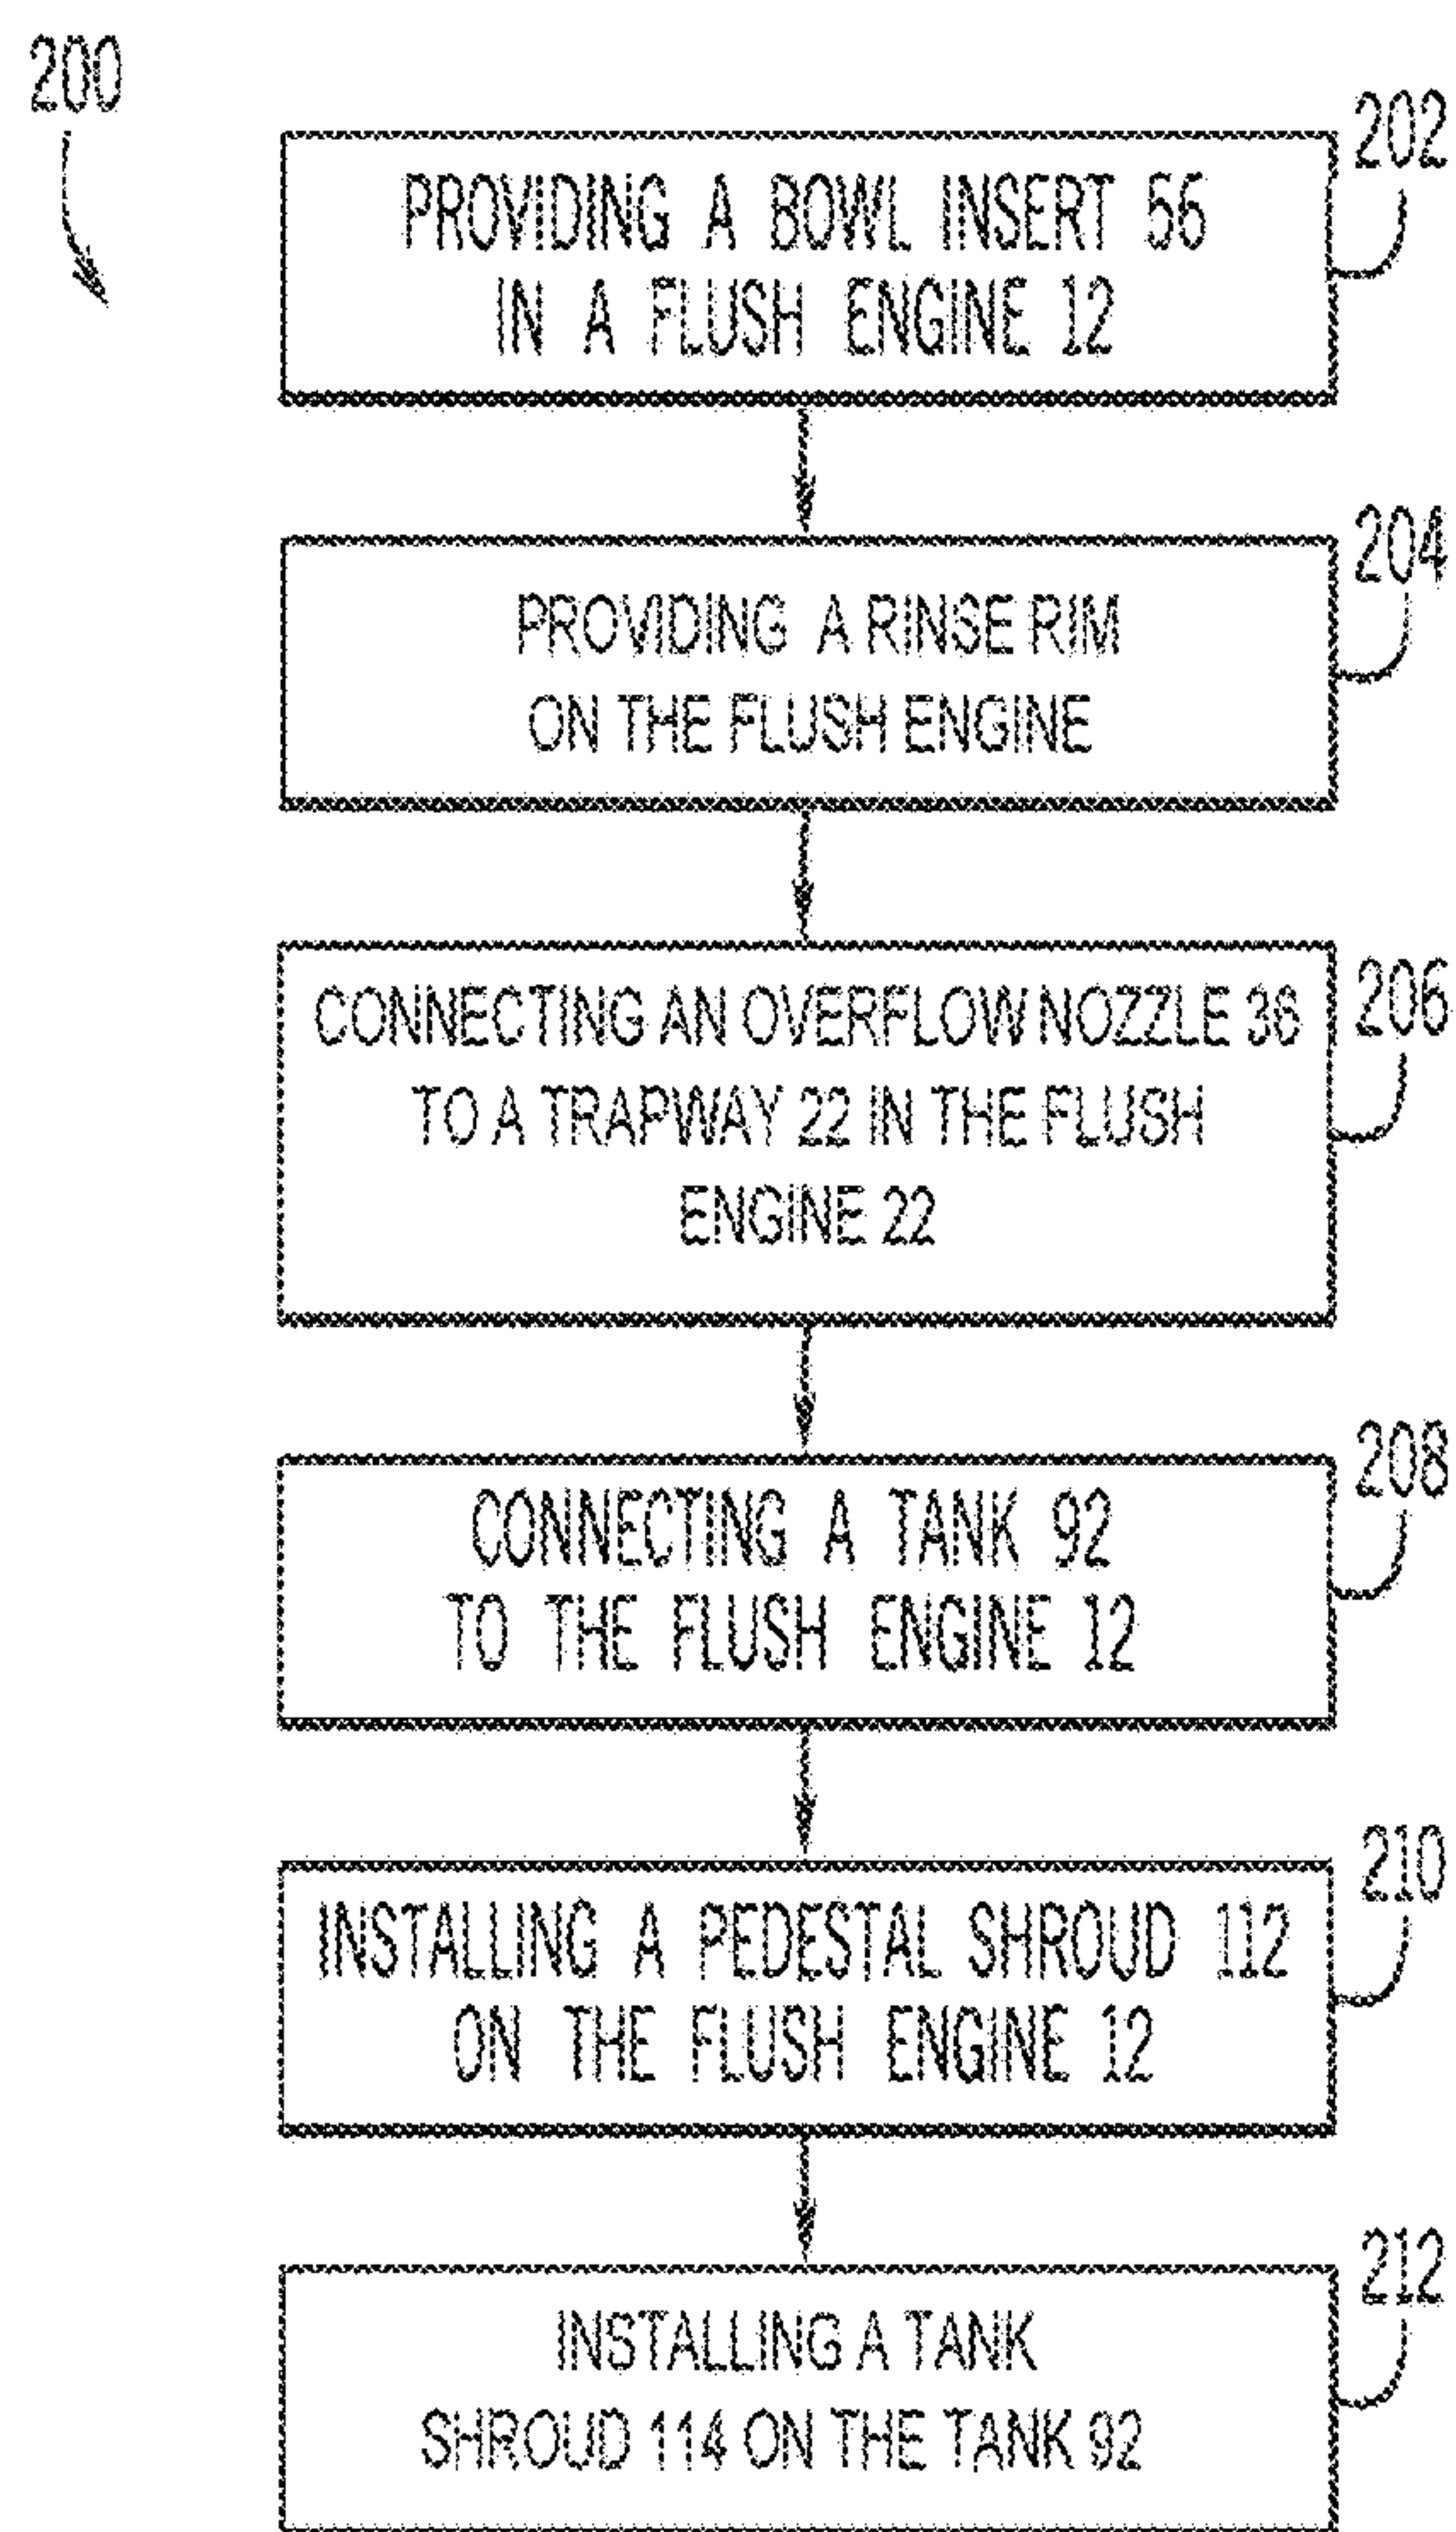 200
202
PROVIDING A BOWL INSERT 56
IN A FLUSH ENGINE 12
204
PROVIDING A RINSE RIM
ON THE FLUSH ENGINE
206
CONNECTING AN OVERFLOW NOZZLE 36
TO A TRAPWAY 22 IN THE FLUSH
ENGINE 22
208
CONNECTING A TANK 92
TO THE FLUSH ENGINE 12
210
INSTALLING A PEDESTAL SHROUD 112
ON THE FLUSH ENGINE 12
212
INSTALLING A TANK
SHROUD 114 ON THE TANK 92